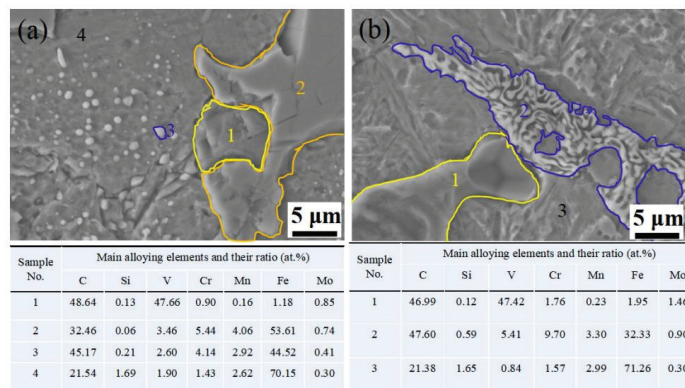 (a)
4
2
3
1
5 μm
Sample No.
Main alloying elements and their ratio (at.%)
C Si V Cr Mn Fe Mo
1 48.64 0.13 47.66 0.90 0.16 1.18 0.85
2 32.46 0.06 3.46 5.44 4.06 53.61 0.74
3 45.17 0.21 2.60 4.14 2.92 44.52 0.41
4 21.54 1.69 1.90 1.43 2.62 70.15 0.30
(b)
2
1
3
5 μm
Sample No.
Main alloying elements and their ratio (at.%)
C Si V Cr Mn Fe Mo
1 46.99 0.12 47.42 1.76 0.23 1.95 1.46
2 47.60 0.59 5.41 9.70 3.30 32.33 0.90
3 21.38 1.65 0.84 1.57 2.99 71.26 0.30